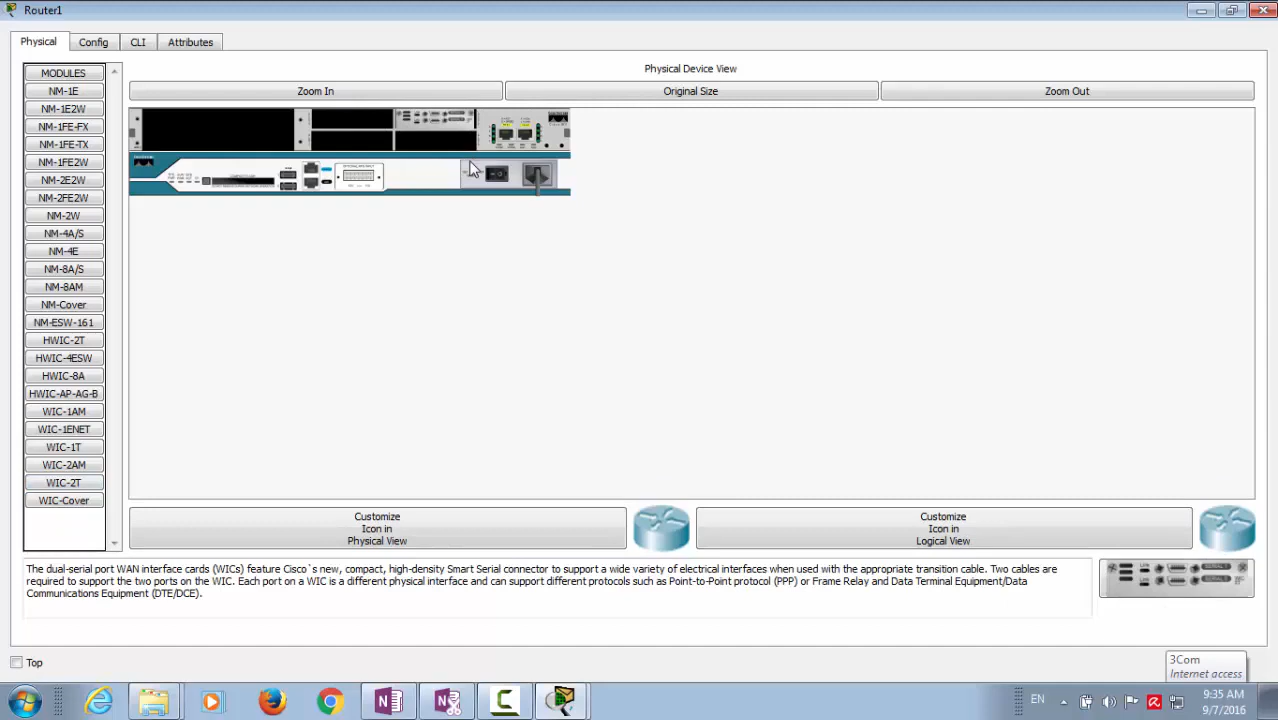 Router1
Physical
Config
CLI
Attributes
MODULES
NM-1E
NM-1E2W
NM-1FE-FX
NM-1FE-TX
NM-1FE2W
NM-2E2W
NM-2FE2W
NM-2W
NM-4A/S
NM-4E
NM-8A/S
NM-8AM
NM-Cover
NM-ESW-161
HWIC-2T
HWIC-4ESW
HWIC-8A
HWIC-AP-AG-B
WIC-1AM
WIC-1ENET
WIC-1T
WIC-2AM
WIC-2T
WIC-Cover
Physical Device View
Zoom In
Original Size
Zoom Out
Customize
Icon in
Physical View
Customize
Icon in
Logical View
The dual-serial port WAN interface cards (WICs) feature Cisco`s new, compact, high-density Smart Serial connector to support a wide variety of electrical interfaces when used with the appropriate transition cable. Two cables are
required to support the two ports on the WIC. Each port on a WIC is a different physical interface and can support different protocols such as Point-to-Point protocol (PPP) or Frame Relay and Data Terminal Equipment/Data
Communications Equipment (DTE/DCE).
Top
3Com
Internet access
EN
9:35 AM
9/7/2016